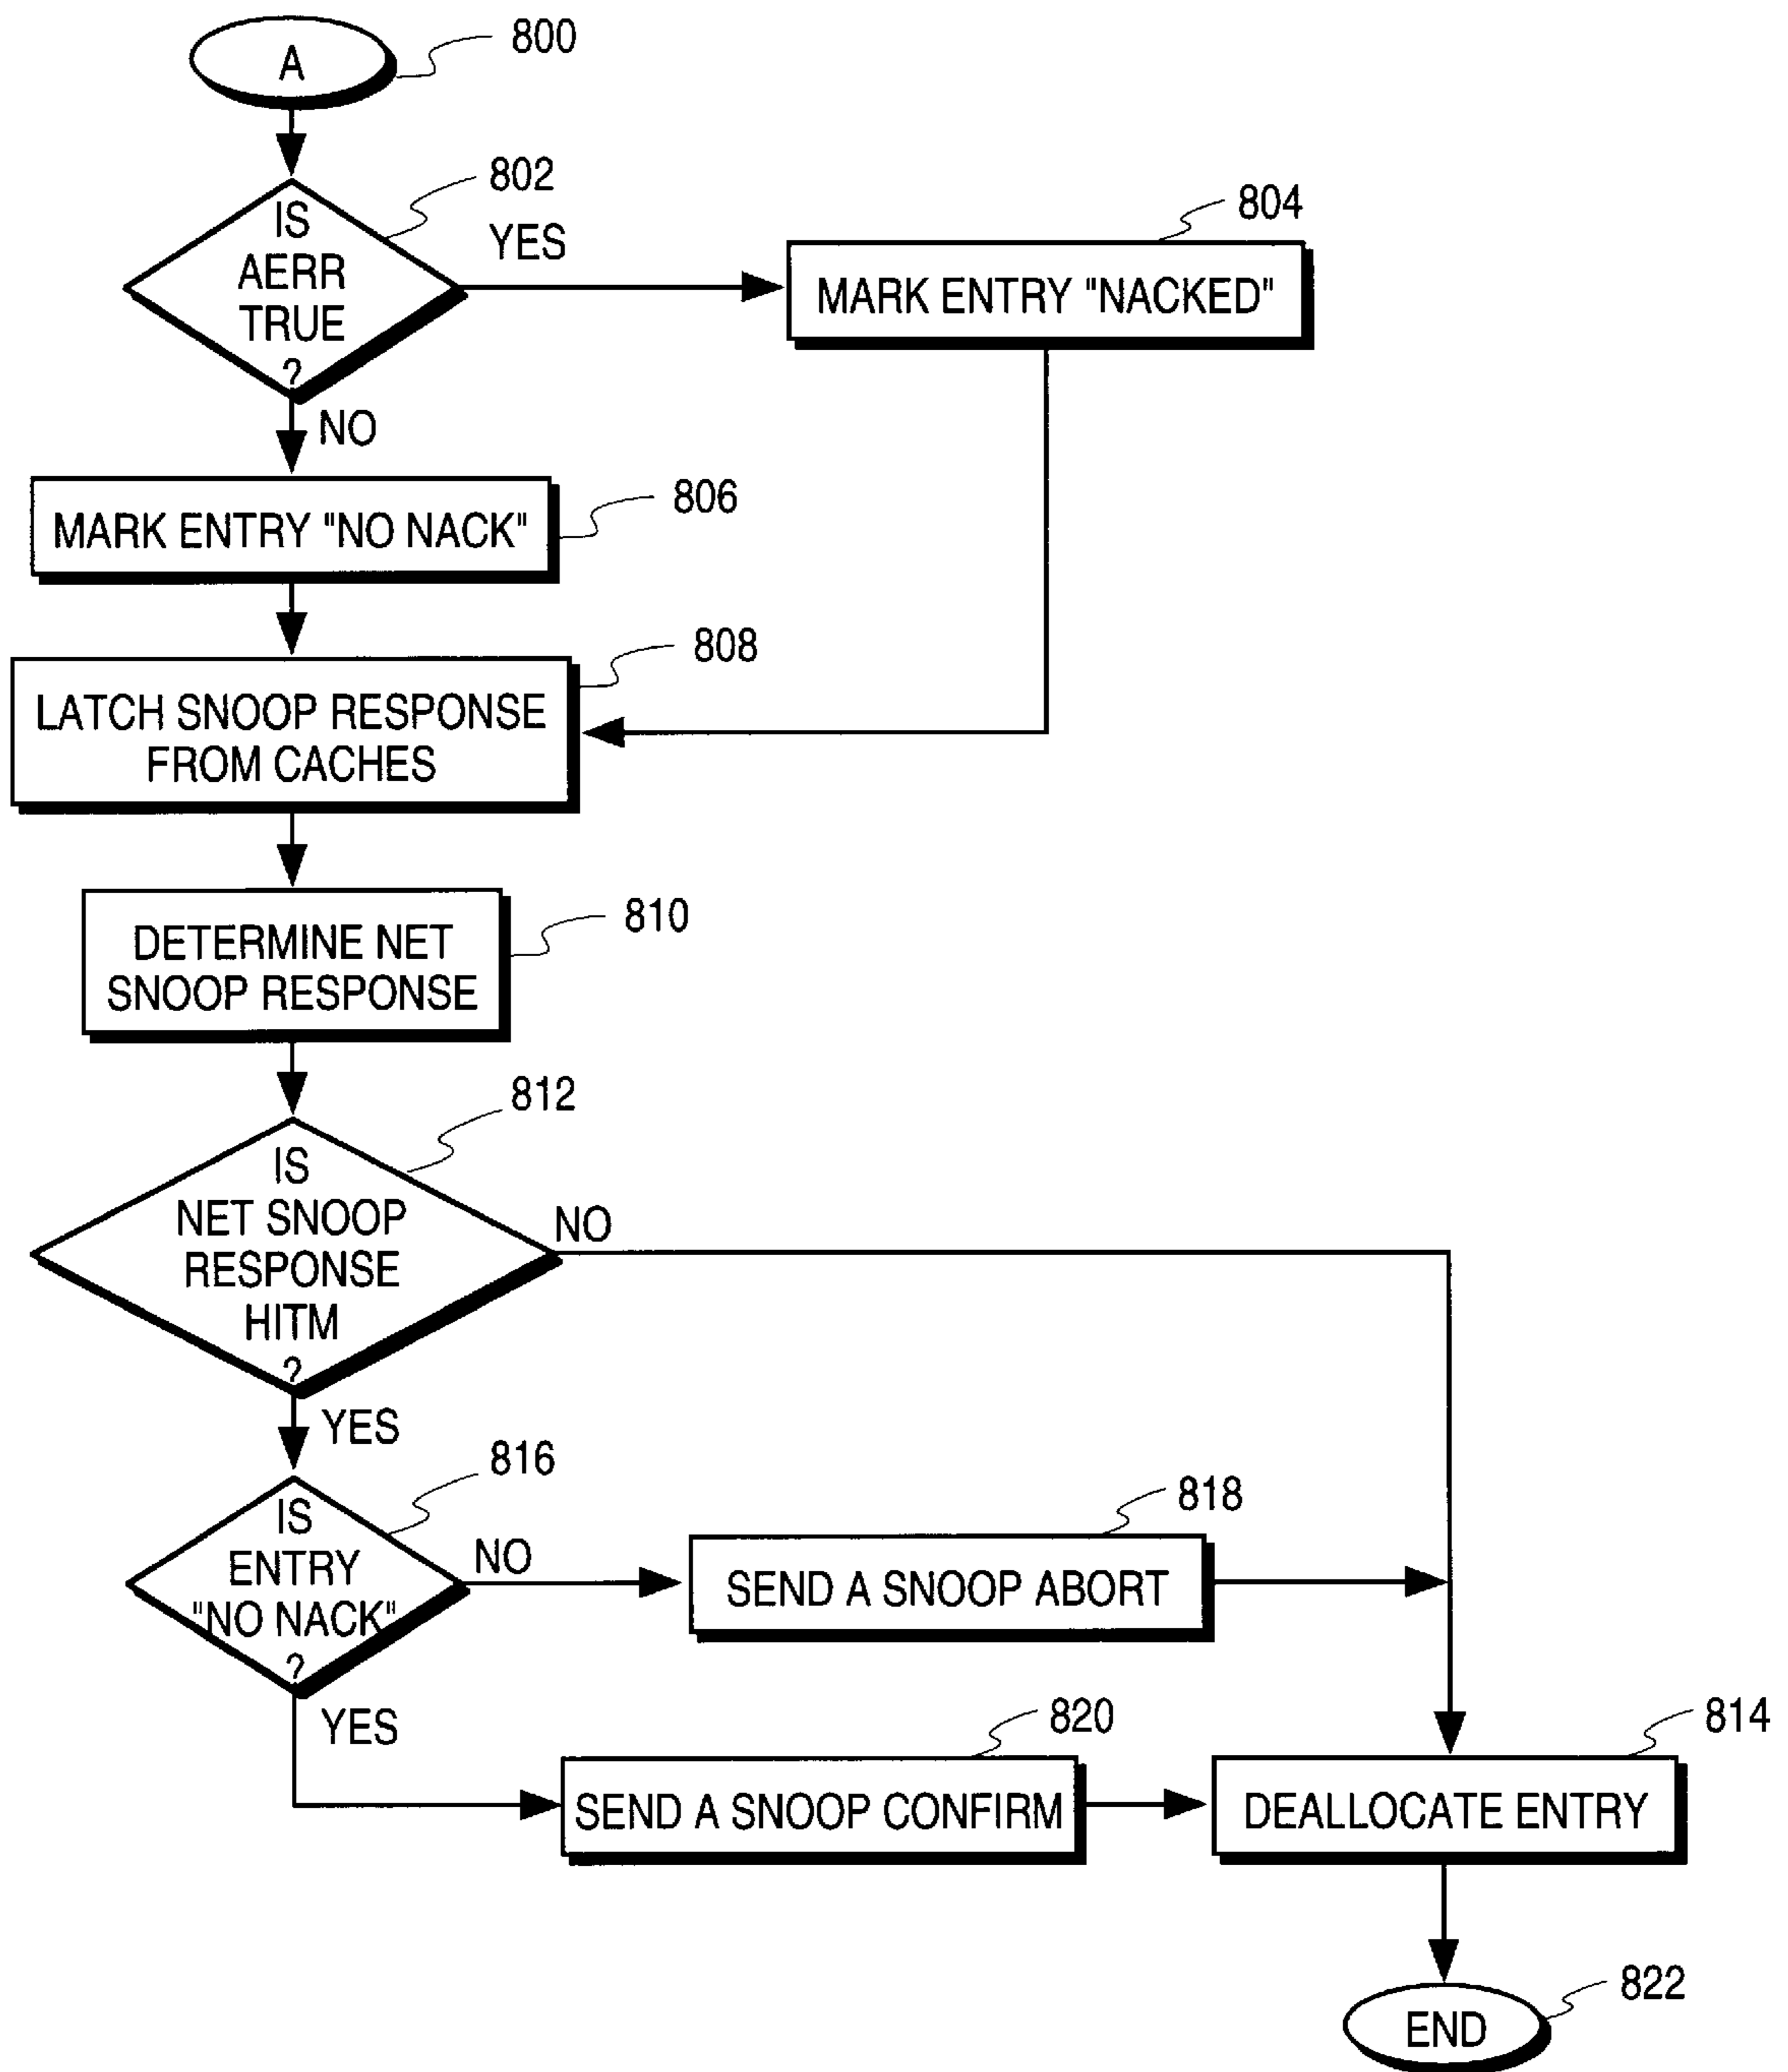 A
800
IS
AERR
TRUE
?
802
YES
MARK ENTRY "NACKED"
804
NO
MARK ENTRY "NO NACK"
806
LATCH SNOOP RESPONSE
FROM CACHES
808
DETERMINE NET
SNOOP RESPONSE
810
IS
NET SNOOP
RESPONSE
HITM
?
812
NO
YES
IS
ENTRY
"NO NACK"
?
816
NO
SEND A SNOOP ABORT
818
YES
SEND A SNOOP CONFIRM
820
DEALLOCATE ENTRY
814
END
822